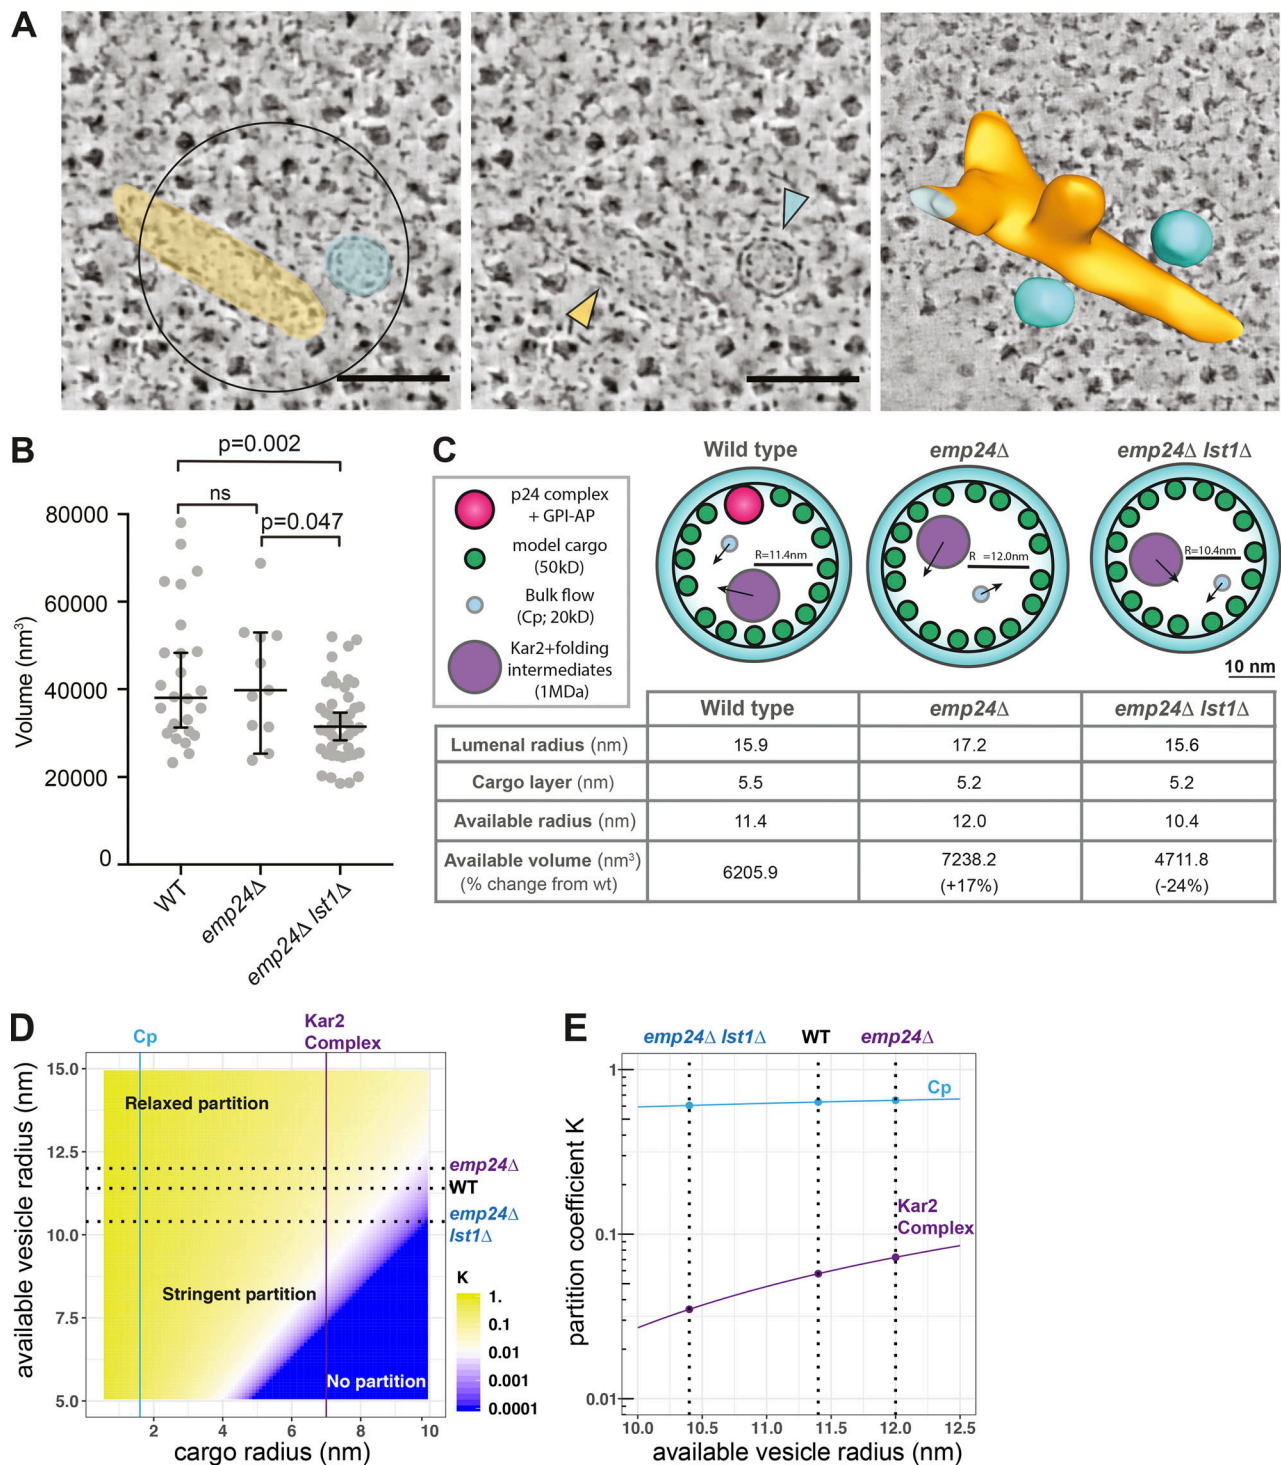 A
B
p=0.002
ns
p=0.047
80000
60000
40000
20000
0
Volume (nm³)
WT
emp24Δ
emp24Δ lst1Δ
C
p24 complex
+ GPI-AP
model cargo
(50kD)
Bulk flow
(Cp; 20kD)
Kar2+folding
intermediates
(1MDa)
Wild type
emp24Δ
emp24Δ lst1Δ
R=11.4nm
R =12.0nm
R=10.4nm
10 nm
Wild type emp24Δ emp24Δ lst1Δ
Lumenal radius (nm) 15.9 17.2 15.6
Cargo layer (nm) 5.5 5.2 5.2
Available radius (nm) 11.4 12.0 10.4
Available volume (nm³) 6205.9 7238.2 4711.8
(% change from wt) (+17%) (-24%)
D
Cp
Kar2
Complex
available vesicle radius (nm)
15.0
12.5
10.0
7.5
5.0
Relaxed partition
Stringent partition
No partition
emp24Δ
WT
emp24Δ
lst1Δ
K
1.
0.1
0.01
0.001
0.0001
2 4 6 8 10
cargo radius (nm)
E
emp24Δ lst1Δ WT emp24Δ
partition coefficient K
1
0.1
0.01
Cp
Kar2
Complex
10.0 10.5 11.0 11.5 12.0 12.5
available vesicle radius (nm)